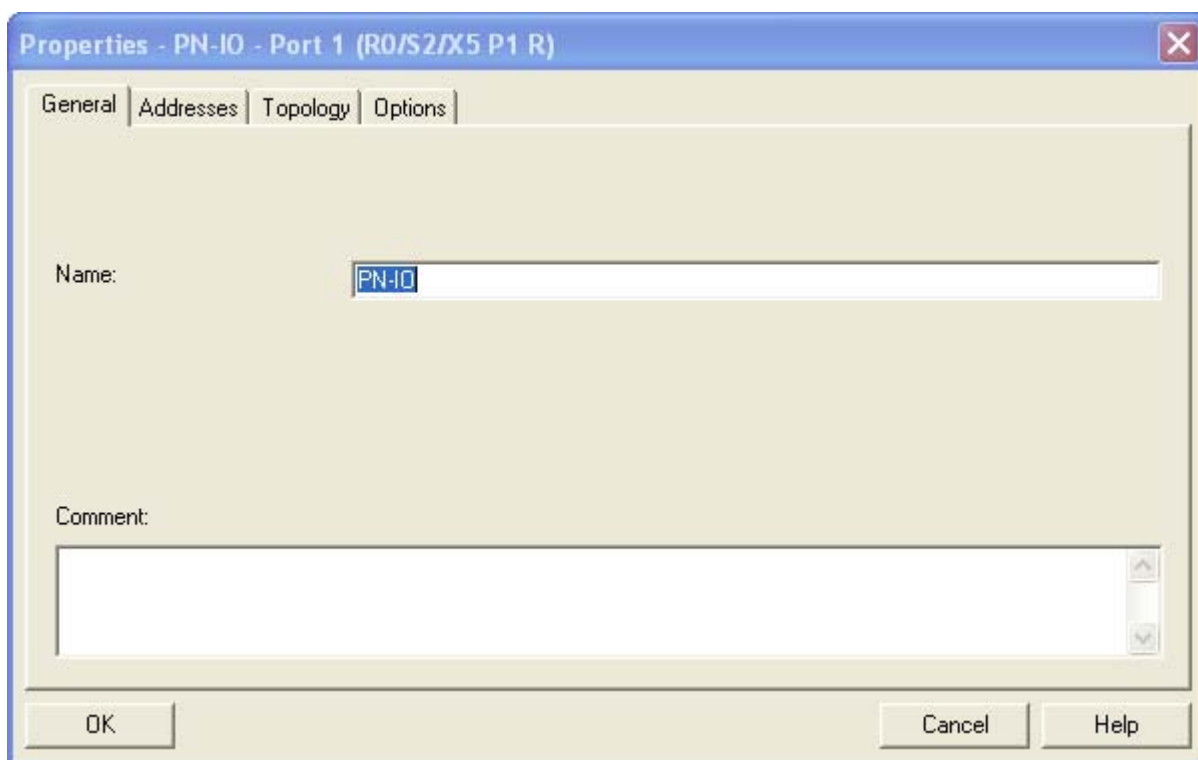 Properties - PN-IO - Port 1 (R0/S2/X5 P1 R)
General Addresses Topology Options
Name: PN-IO
Comment:
OK Cancel Help